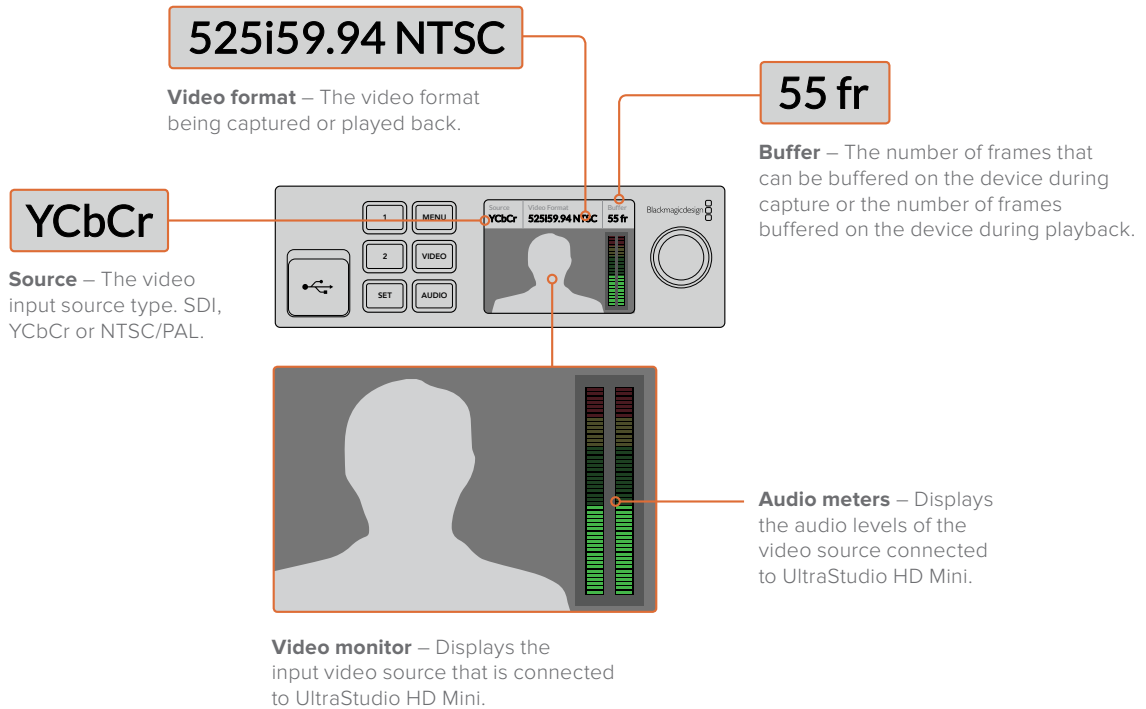 525i59.94 NTSC
Video format – The video format
being captured or played back.
55 fr
Buffer – The number of frames that
can be buffered on the device during
capture or the number of frames
buffered on the device during playback.
YCbCr
Source – The video
input source type. SDI,
YCbCr or NTSC/PAL.
1
MENU
2
VIDEO
SET
AUDIO
Source
Video Format
Buffer
YCbCr
525I59.94 NTSC
55 fr
Blackmagicdesign
Audio meters – Displays
the audio levels of the
video source connected
to UltraStudio HD Mini.
Video monitor – Displays the
input video source that is connected
to UltraStudio HD Mini.